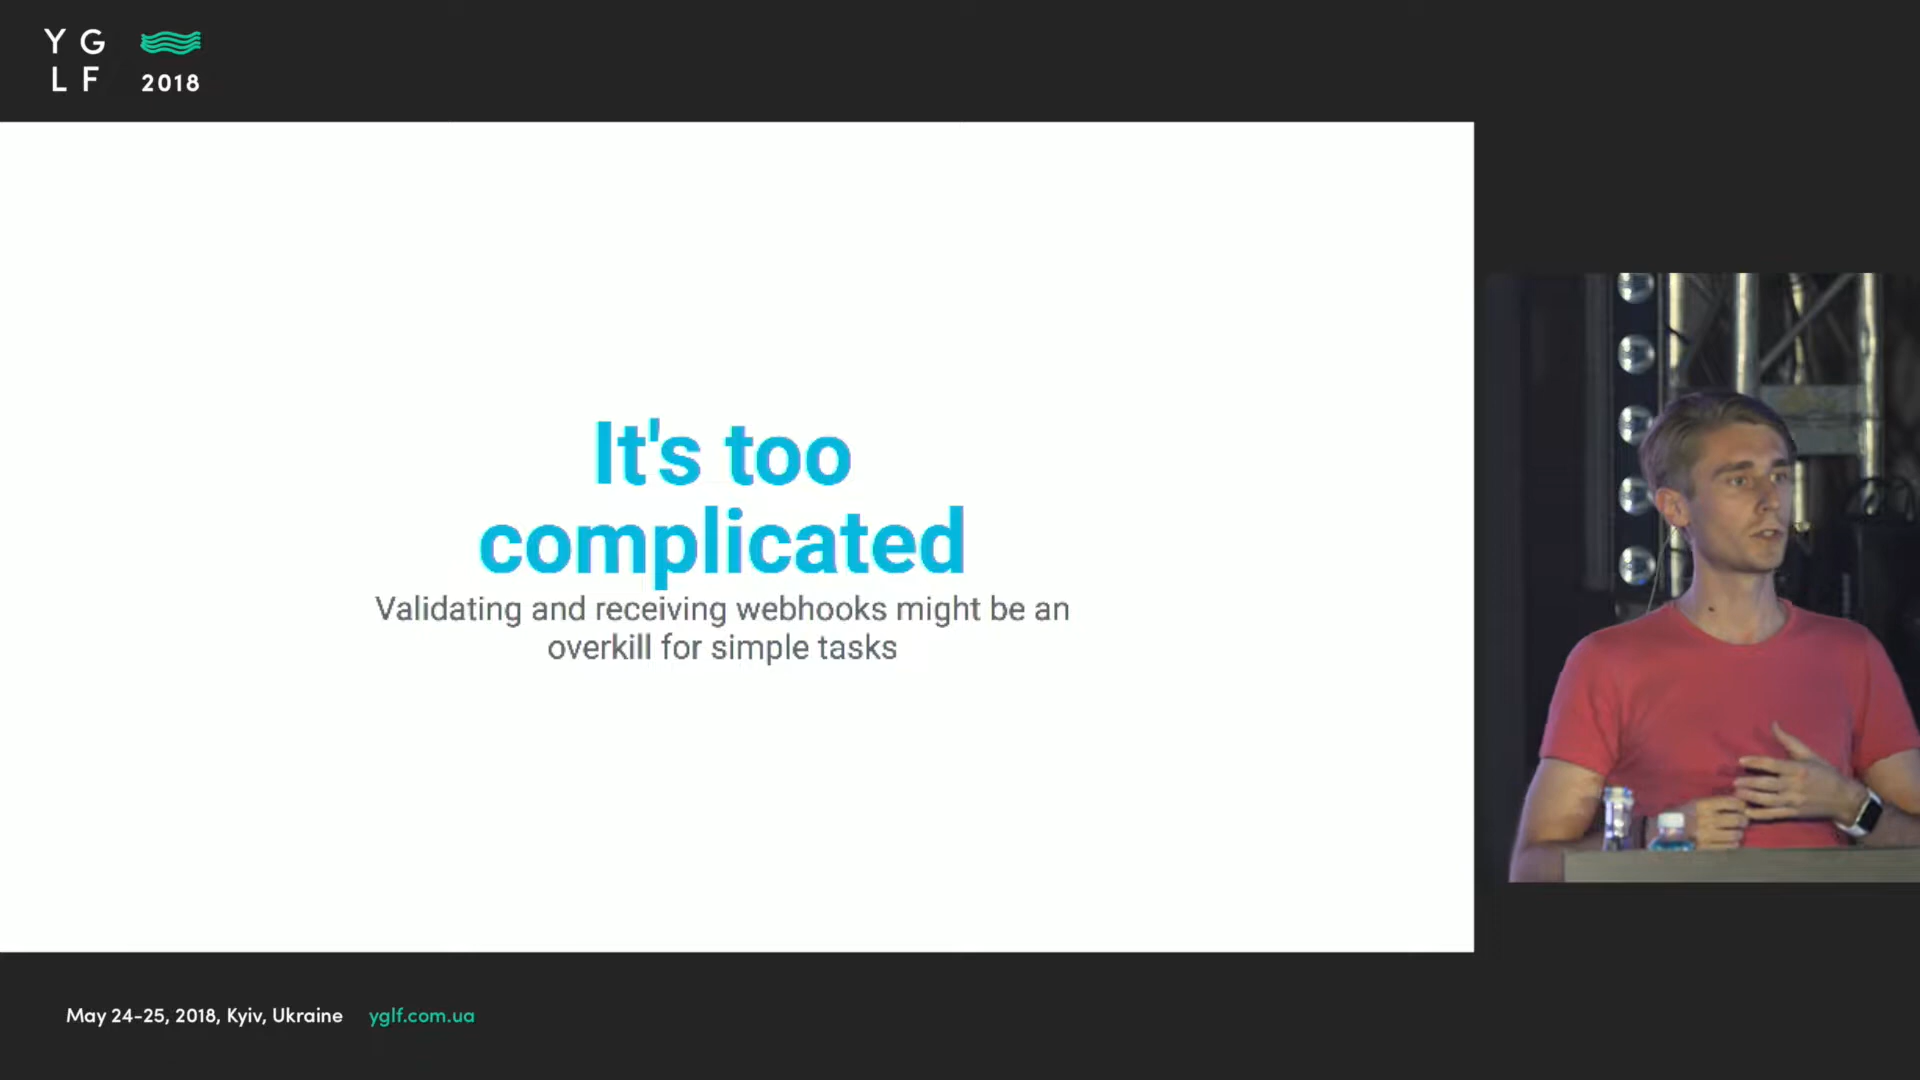 Y G
L F
2018
It's too
complicated
Validating and receiving webhooks might be an
overkill for simple tasks
May 24-25, 2018, Kyiv, Ukraine yglf.com.ua